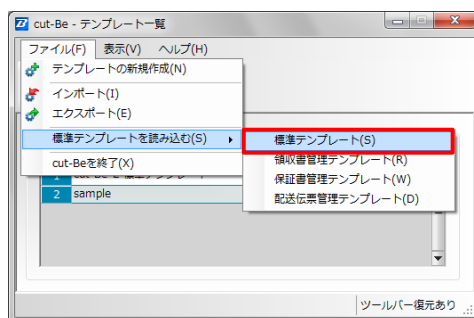 cut-Be - テンプレート一覧
ファイル(F) 表示(V) ヘルプ(H)
テンプレートの新規作成(N)
インポート(I)
エクスポート(E)
標準テンプレートを読み込む(S)
標準テンプレート(S)
領収書管理テンプレート(R)
cut-Beを終了(X)
保証書管理テンプレート(W)
1
2 sample
配送伝票管理テンプレート(D)
ツールバー復元あり